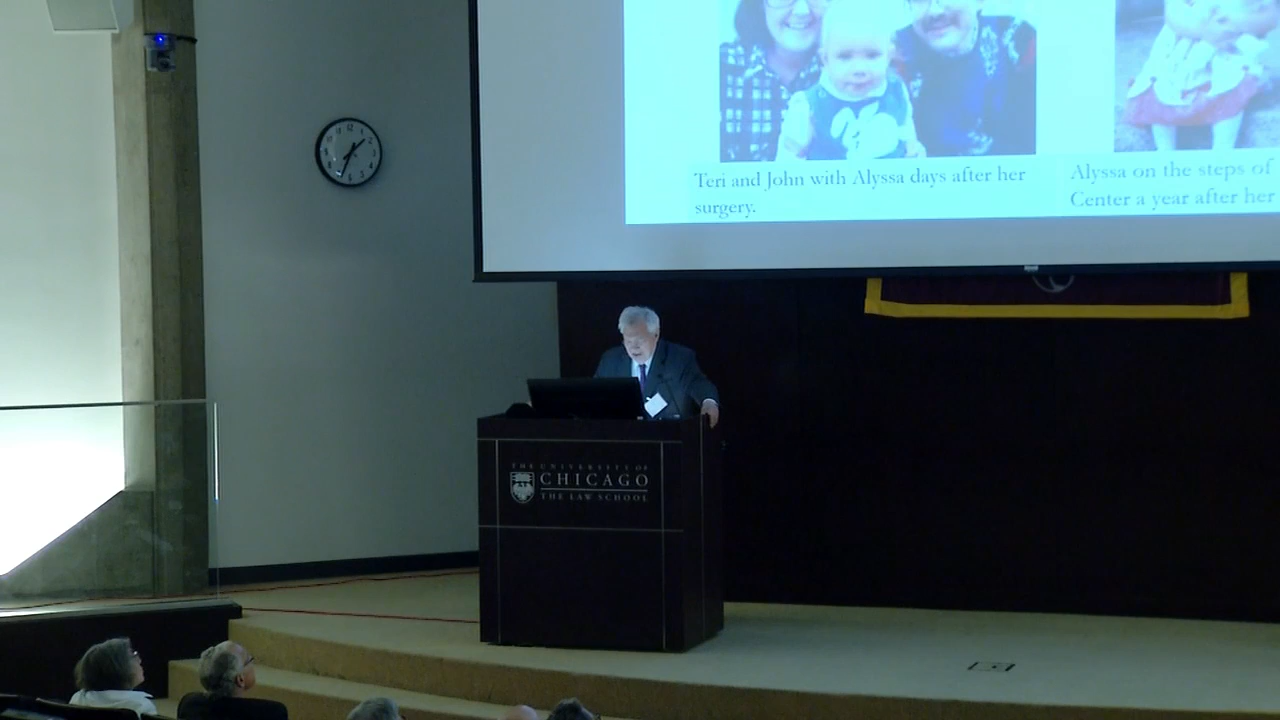 Teri and John with Alyssa days after her
surgery.
Alyssa on the steps of
Center a year after her
THE UNIVERSITY OF
CHICAGO
THE LAW SCHOOL